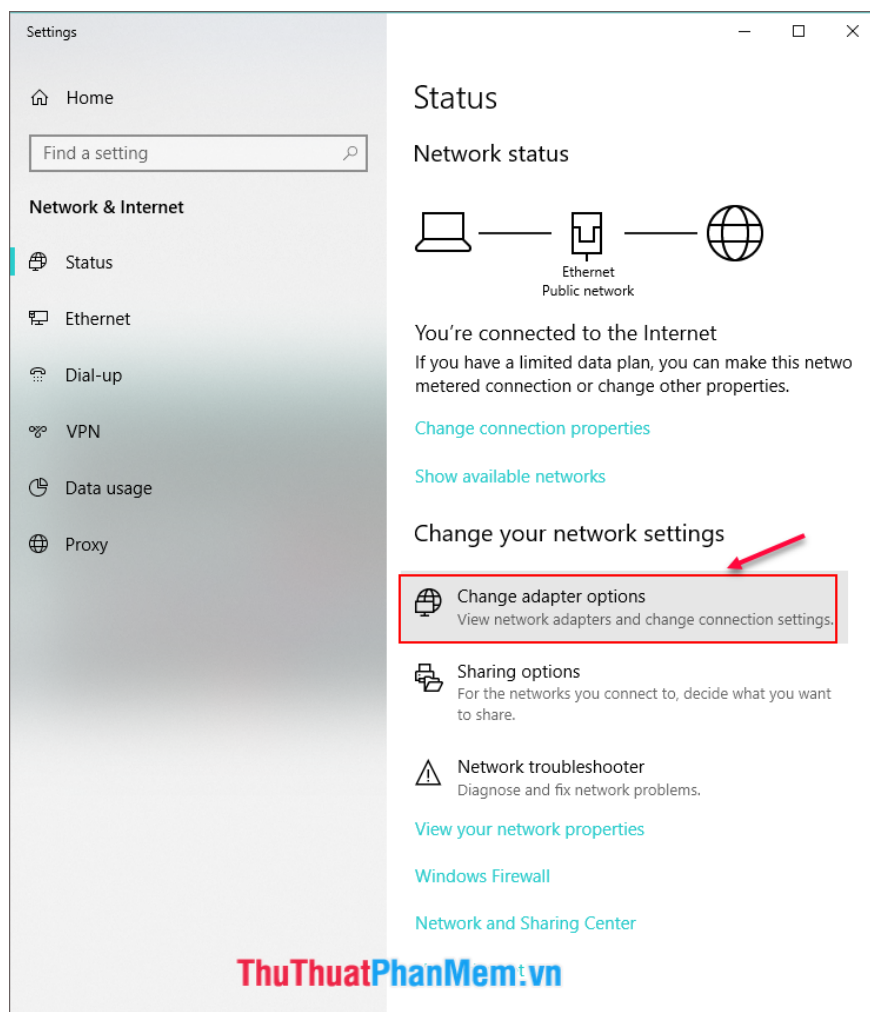 Settings
Home
Find a setting
Network & Internet
Status
Ethernet
Dial-up
VPN
Data usage
Proxy
Status
Network status
Ethernet
Public network
You're connected to the Internet
If you have a limited data plan, you can make this netwo
metered connection or change other properties.
Change connection properties
Show available networks
Change your network settings
Change adapter options
View network adapters and change connection settings.
Sharing options
For the networks you connect to, decide what you want
to share.
Network troubleshooter
Diagnose and fix network problems.
View your network properties
Windows Firewall
Network and Sharing Center
ThuThuatPhanMem.vn